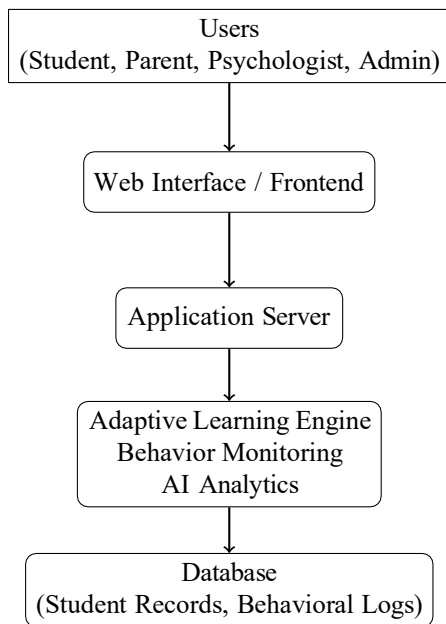 Users
(Student, Parent, Psychologist, Admin)
Web Interface / Frontend
Application Server
Adaptive Learning Engine
Behavior Monitoring
AI Analytics
Database
(Student Records, Behavioral Logs)